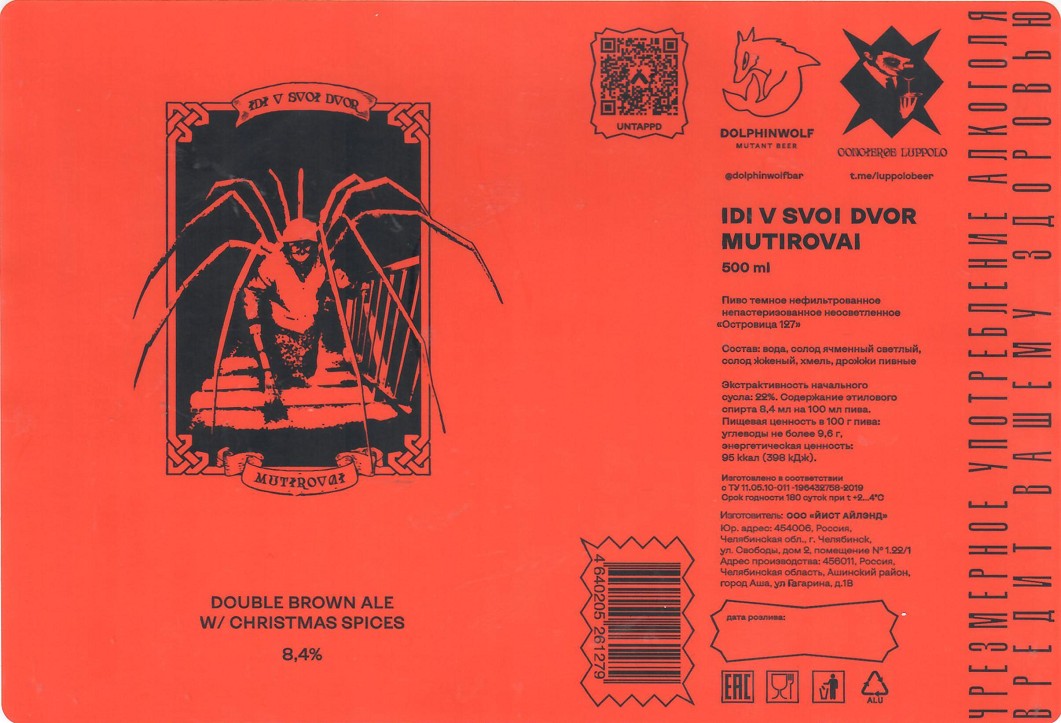 IDI V SVOI DVOR
MUTIROVAI
DOUBLE BROWN ALE
W/ CHRISTMAS SPICES
8,4%
UNTAPPD
DOLPHINWOLF
MUTANT BEER
@dolphinwolfbar
CONCIERGE LUPPOLO
t.me/luppolobeer
IDI V SVOI DVOR
MUTIROVAI
500 ml
Пиво темное нефильтрованное
непастеризованное неосветленное
«Островица 127»
Состав: вода, солод ячменный светлый,
солод жженый, хмель, дрожжи пивные
Экстрактивность начального
сусла: 22%. Содержание этилового
спирта 8,4 мл на 100 мл пива.
Пищевая ценность в 100 г пива:
углеводы не более 9,6 г,
энергетическая ценность:
95 ккал (398 кДж).
Изготовлено в соответствии
с ТУ 11.05.10-011-196432758-2019
Срок годности 180 суток при t +2...4°C
Изготовитель: ООО «ЙИСТ АЙЛЭНД»
Юр. адрес: 454006, Россия,
Челябинская обл., г. Челябинск,
ул. Свободы, дом 2, помещение № 1.22/1
Адрес производства: 456011, Россия,
Челябинская область, Ашинский район,
город Аша, ул Гагарина, д.1В
дата розлива:
4 640205 261279
EAC
ALU
ЧРЕЗМЕРНОЕ УПОТРЕБЛЕНИЕ АЛКОГОЛЯ
ВРЕДИТ ВАШЕМУ ЗДОРОВЬЮ